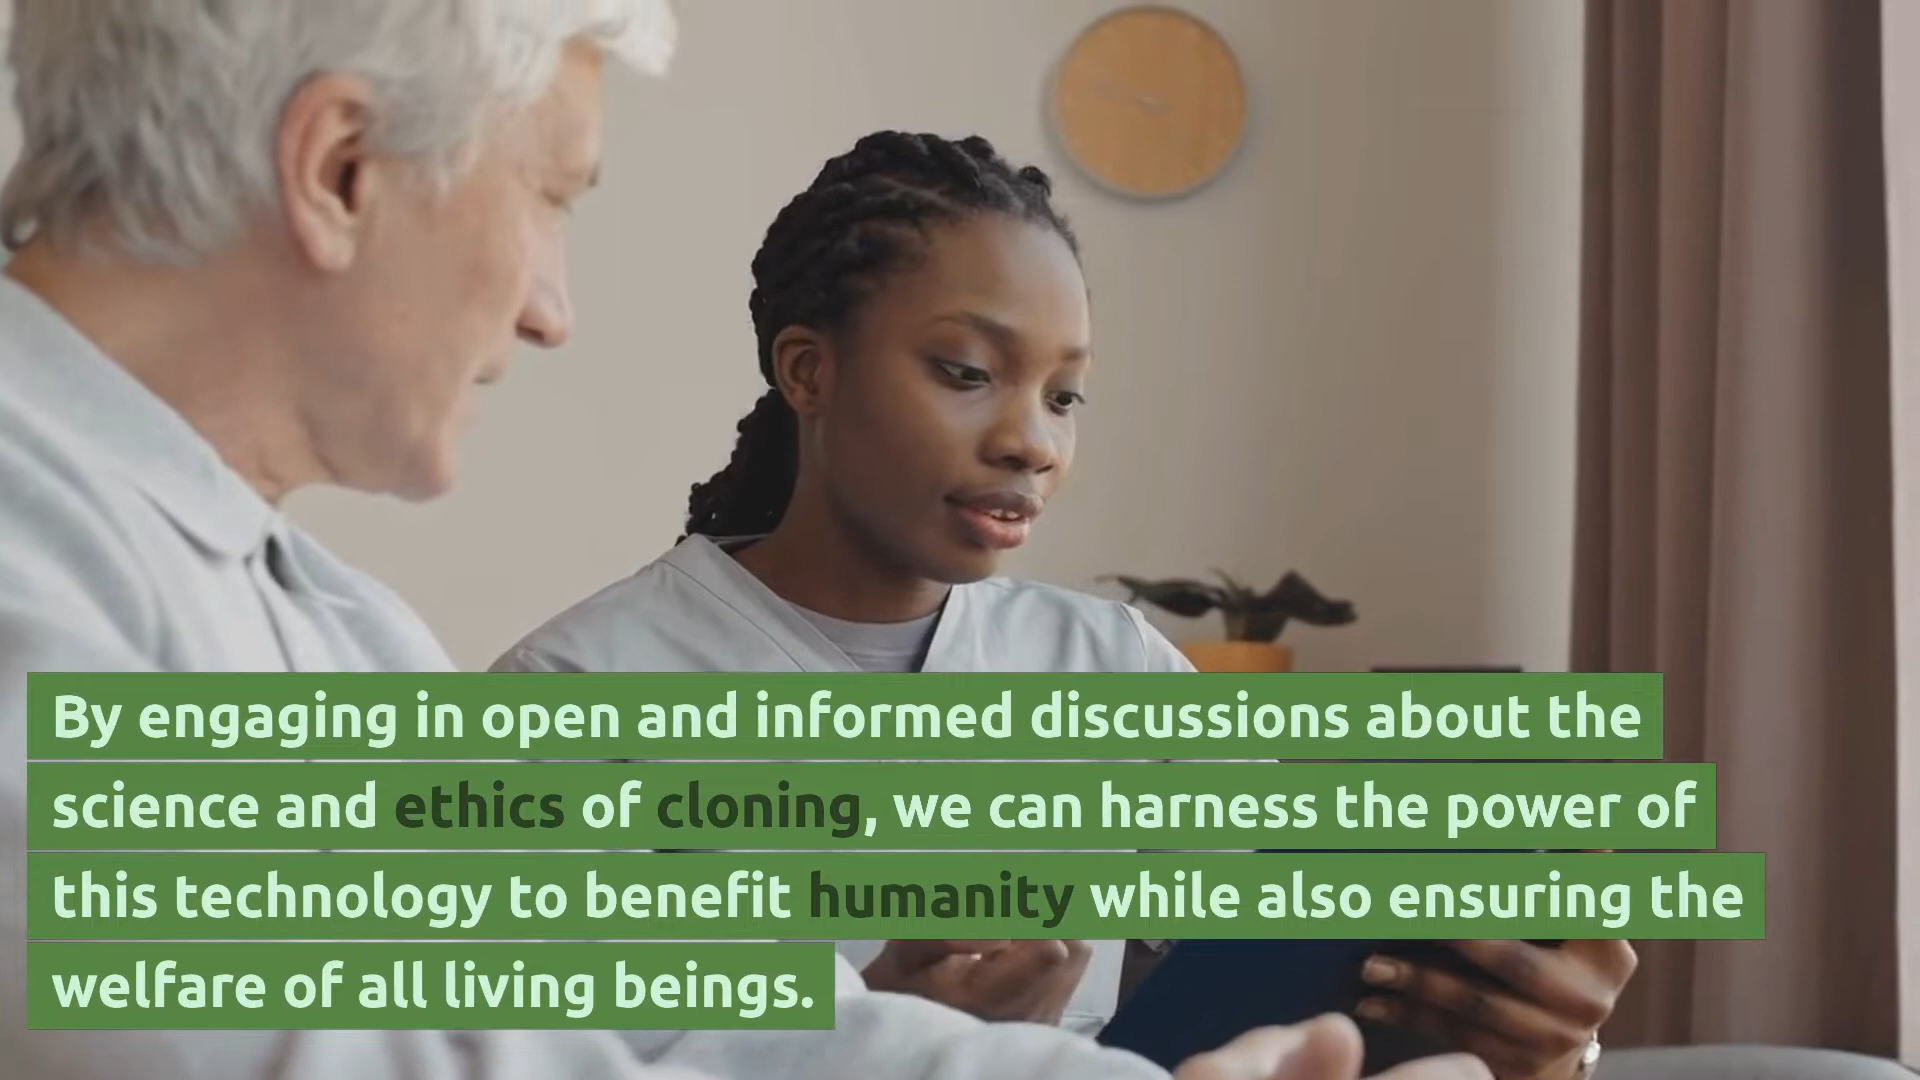 By engaging in open and informed discussions about the
science and ethics of cloning, we can harness the power of
this technology to benefit humanity while also ensuring the
welfare of all living beings.